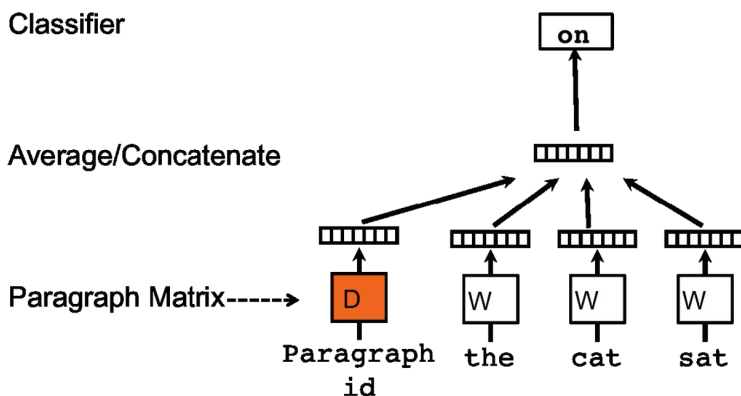 Classifier
on
Average/Concatenate
Paragraph Matrix
D
W
W
W
Paragraph
id
the
cat
sat